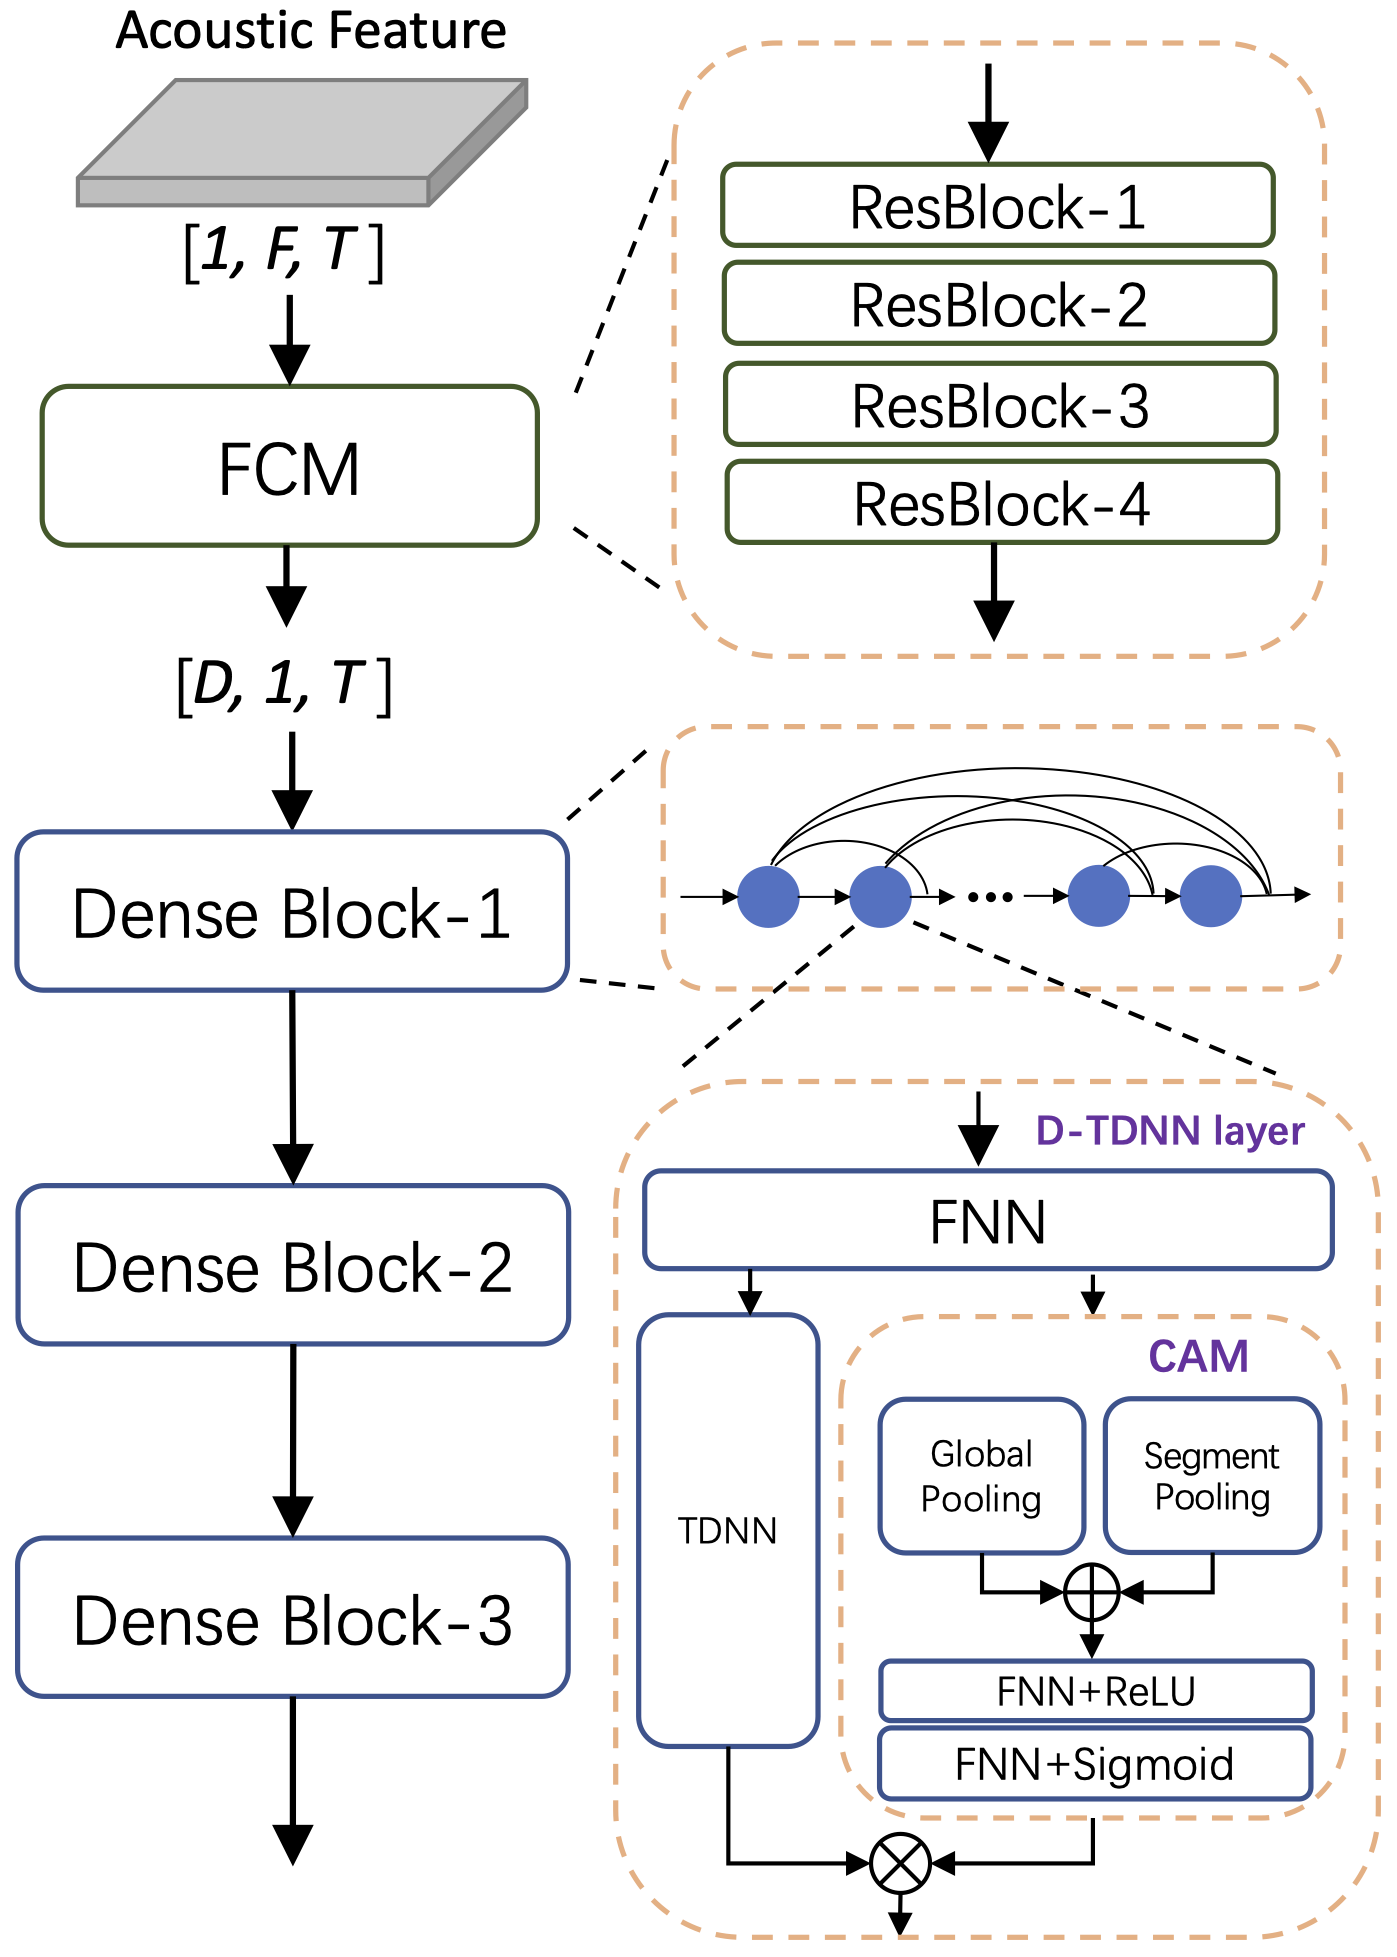 Acoustic Feature
[1, F, T ]
FCM
[D, 1, T ]
Dense Block-1
Dense Block-2
Dense Block-3
ResBlock-1
ResBlock-2
ResBlock-3
ResBlock-4
D-TDNN layer
FNN
TDNN
CAM
Global
Pooling
Segment
Pooling
FNN+ReLU
FNN+Sigmoid